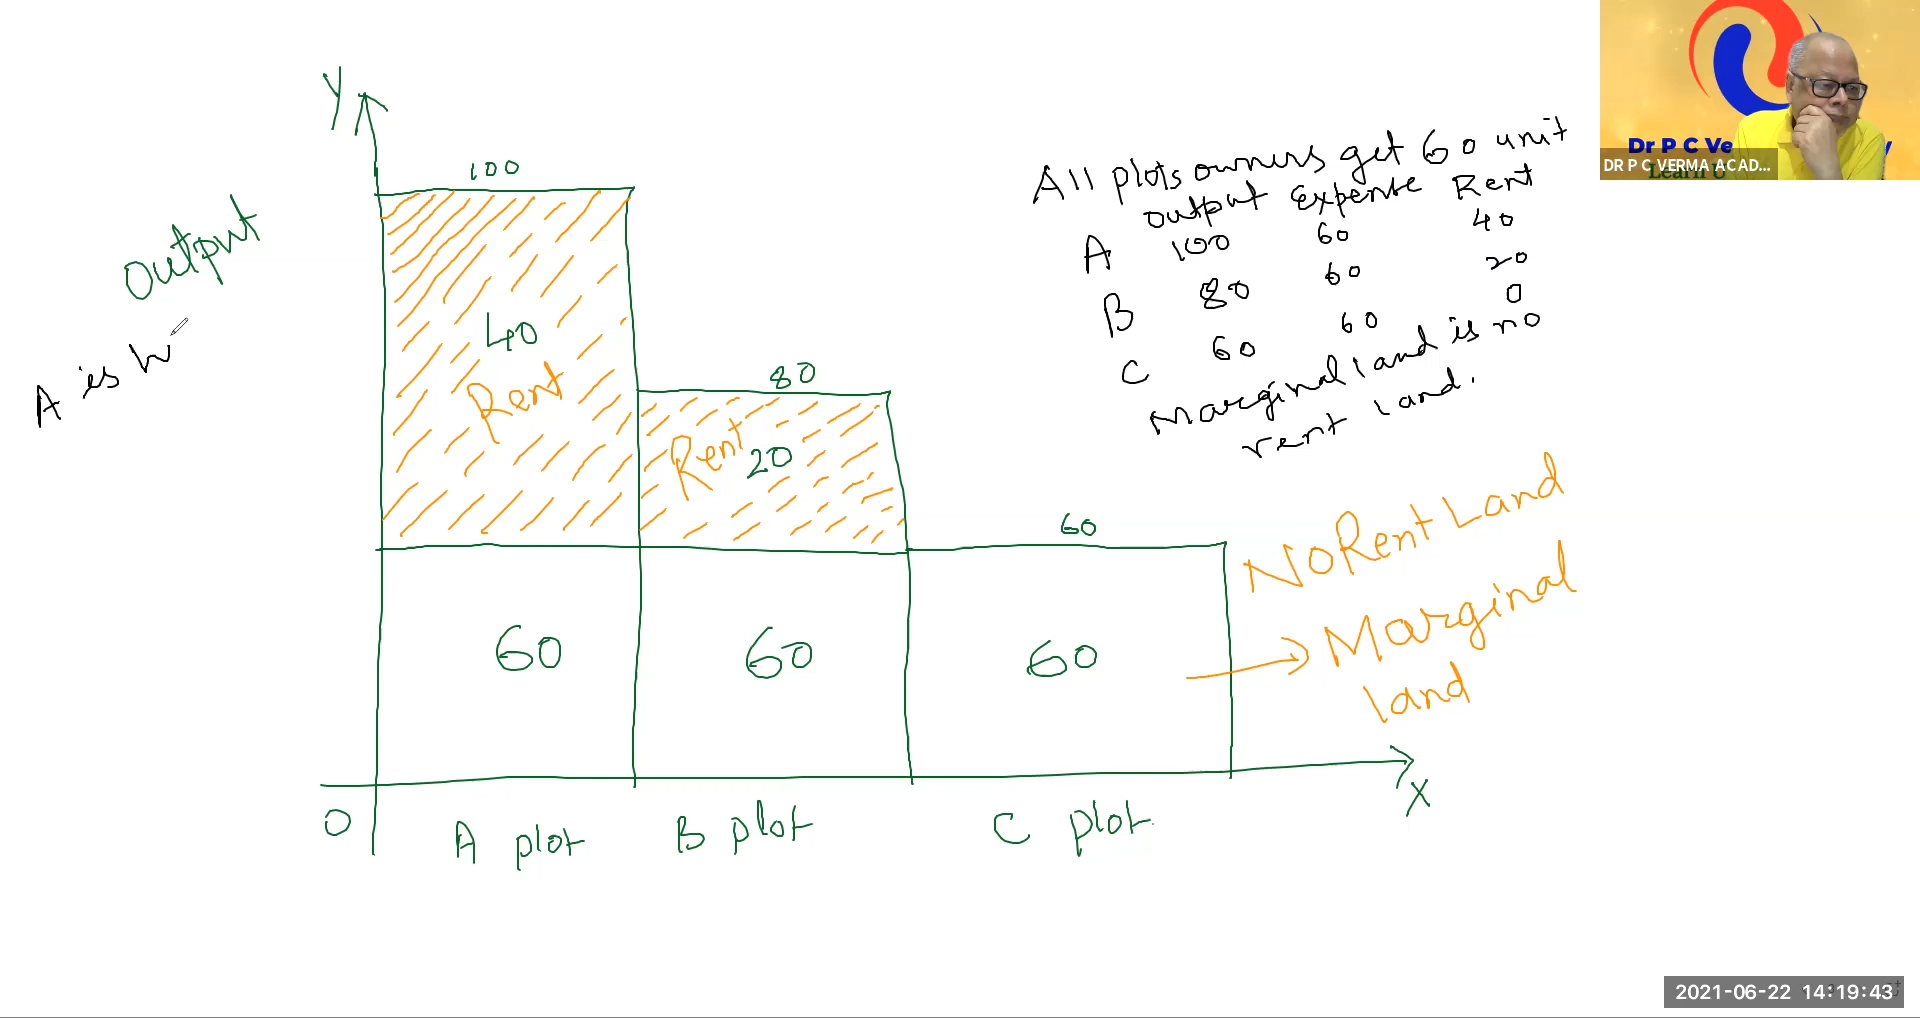 Y
100
Output
A is
40
Rent
80
Rent
20
60
60
60
60
O
A plot
B plot
C plot
X
All plots owners get 60 unit
output Expense Rent
A 100 60 40
B 80 60 20
C 60 60 0
Marginal land is no
rent land.
No Rent Land
Marginal
land
Dr P C Ve
DR P C VERMA ACAD...
Learn
2021-06-22 14:19:43